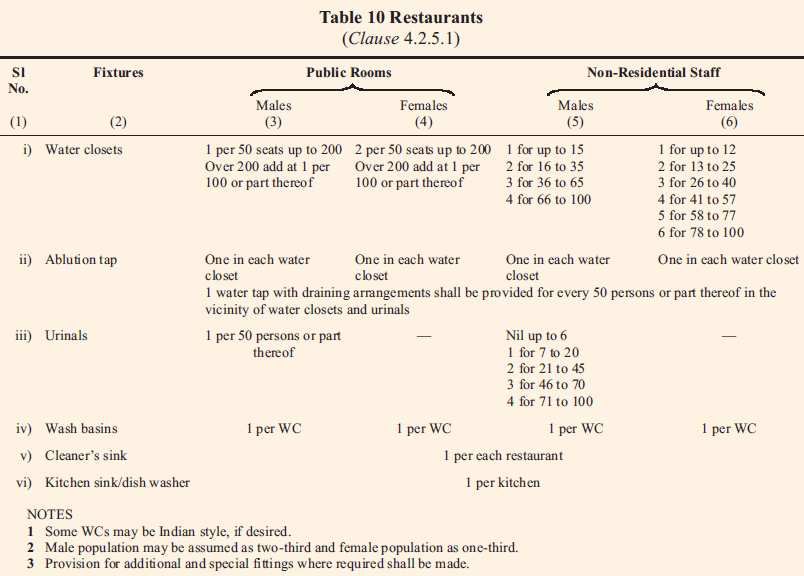 Table 10 Restaurants
(Clause 4.2.5.1)
Sl No. Fixtures Public Rooms Non-Residential Staff
Males Females Males Females
(1) (2) (3) (4) (5) (6)
i) Water closets 1 per 50 seats up to 200 2 per 50 seats up to 200 1 for up to 15 1 for up to 12
Over 200 add at 1 per Over 200 add at 1 per 2 for 16 to 35 2 for 13 to 25
100 or part thereof 100 or part thereof 3 for 36 to 65 3 for 26 to 40
4 for 66 to 100 4 for 41 to 57
5 for 58 to 77
6 for 78 to 100
ii) Ablution tap One in each water One in each water One in each water One in each water closet
closet closet closet
1 water tap with draining arrangements shall be provided for every 50 persons or part thereof in the
vicinity of water closets and urinals
iii) Urinals 1 per 50 persons or part — Nil up to 6 —
thereof 1 for 7 to 20
2 for 21 to 45
3 for 46 to 70
4 for 71 to 100
iv) Wash basins 1 per WC 1 per WC 1 per WC 1 per WC
v) Cleaner's sink 1 per each restaurant
vi) Kitchen sink/dish washer 1 per kitchen
NOTES
1 Some WCs may be Indian style, if desired.
2 Male population may be assumed as two-third and female population as one-third.
3 Provision for additional and special fittings where required shall be made.